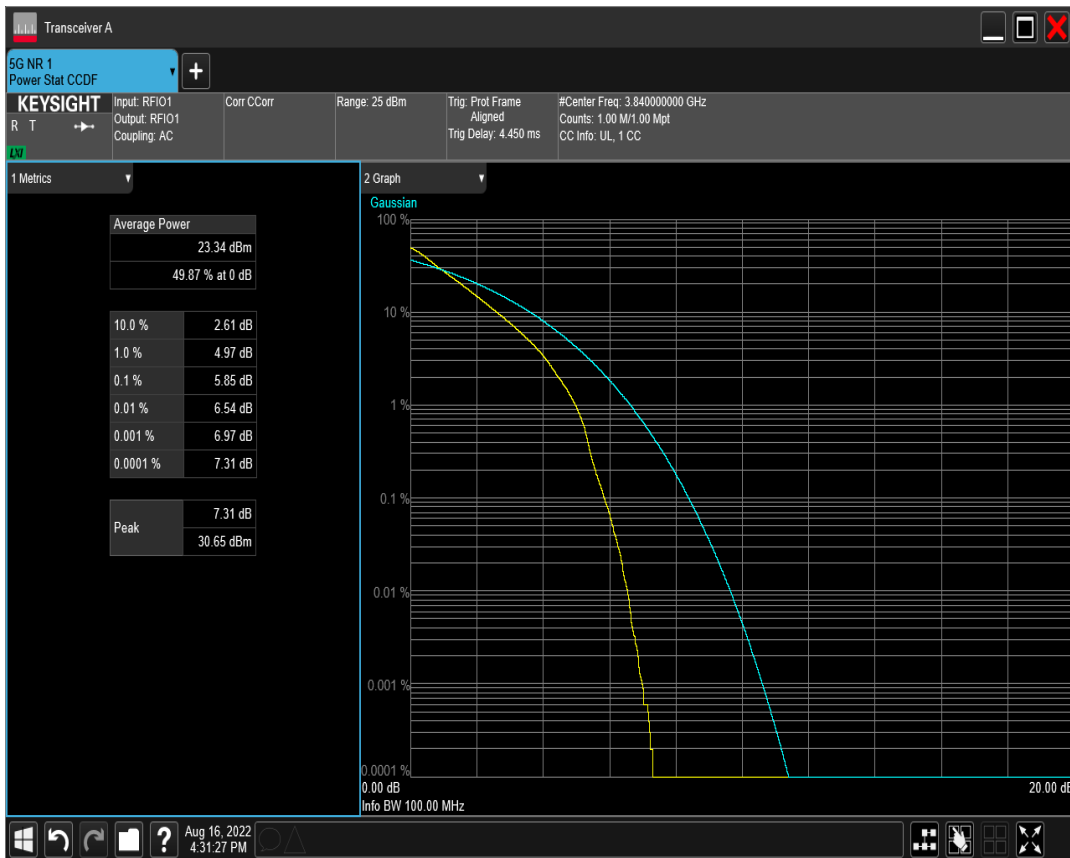 Transceiver A
5G NR 1
Power Stat CCDF
+
KEYSIGHT
R T
LXI
Input: RFIO1
Output: RFIO1
Coupling: AC
Corr CCorr
Range: 25 dBm
Trig: Prot Frame
Aligned
Trig Delay: 4.450 ms
#Center Freq: 3.840000000 GHz
Counts: 1.00 M/1.00 Mpt
CC Info: UL, 1 CC
1 Metrics
Average Power
23.34 dBm
49.87 % at 0 dB
10.0 % 2.61 dB
1.0 % 4.97 dB
0.1 % 5.85 dB
0.01 % 6.54 dB
0.001 % 6.97 dB
0.0001 % 7.31 dB
Peak
7.31 dB
30.65 dBm
2 Graph
Gaussian
100 %
10 %
1 %
0.1 %
0.01 %
0.001 %
0.0001 %
0.00 dB 20.00 dB
Info BW 100.00 MHz
?
Aug 16, 2022
4:31:27 PM